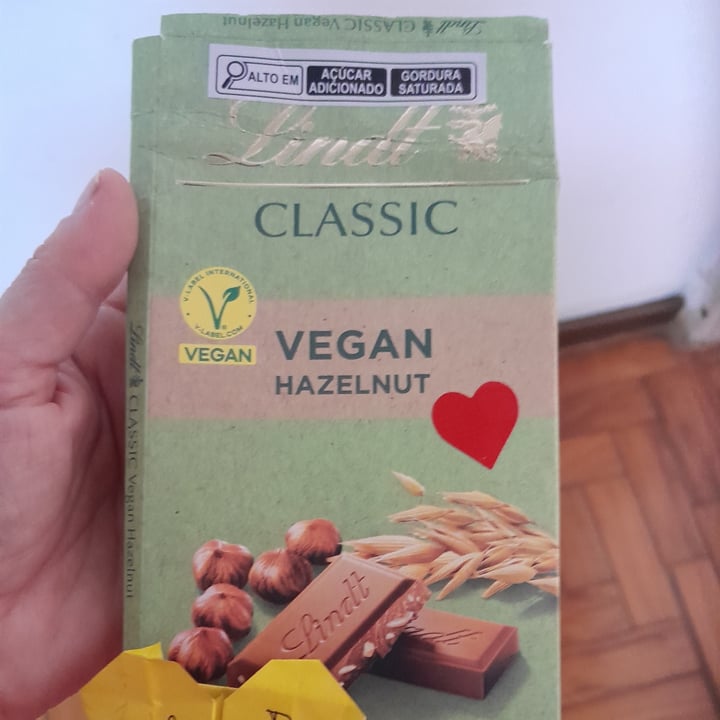 Lindt CLASSIC Vegan Hazelnut
ALTO EM
AÇÚCAR
ADICIONADO
GORDURA
SATURADA
Lindt
CLASSIC
V-LABEL INTERNATIONAL
V-LABEL.COM
VEGAN
VEGAN
HAZELNUT
Lindt CLASSIC Vegan Hazelnut
Lindt
Lindt